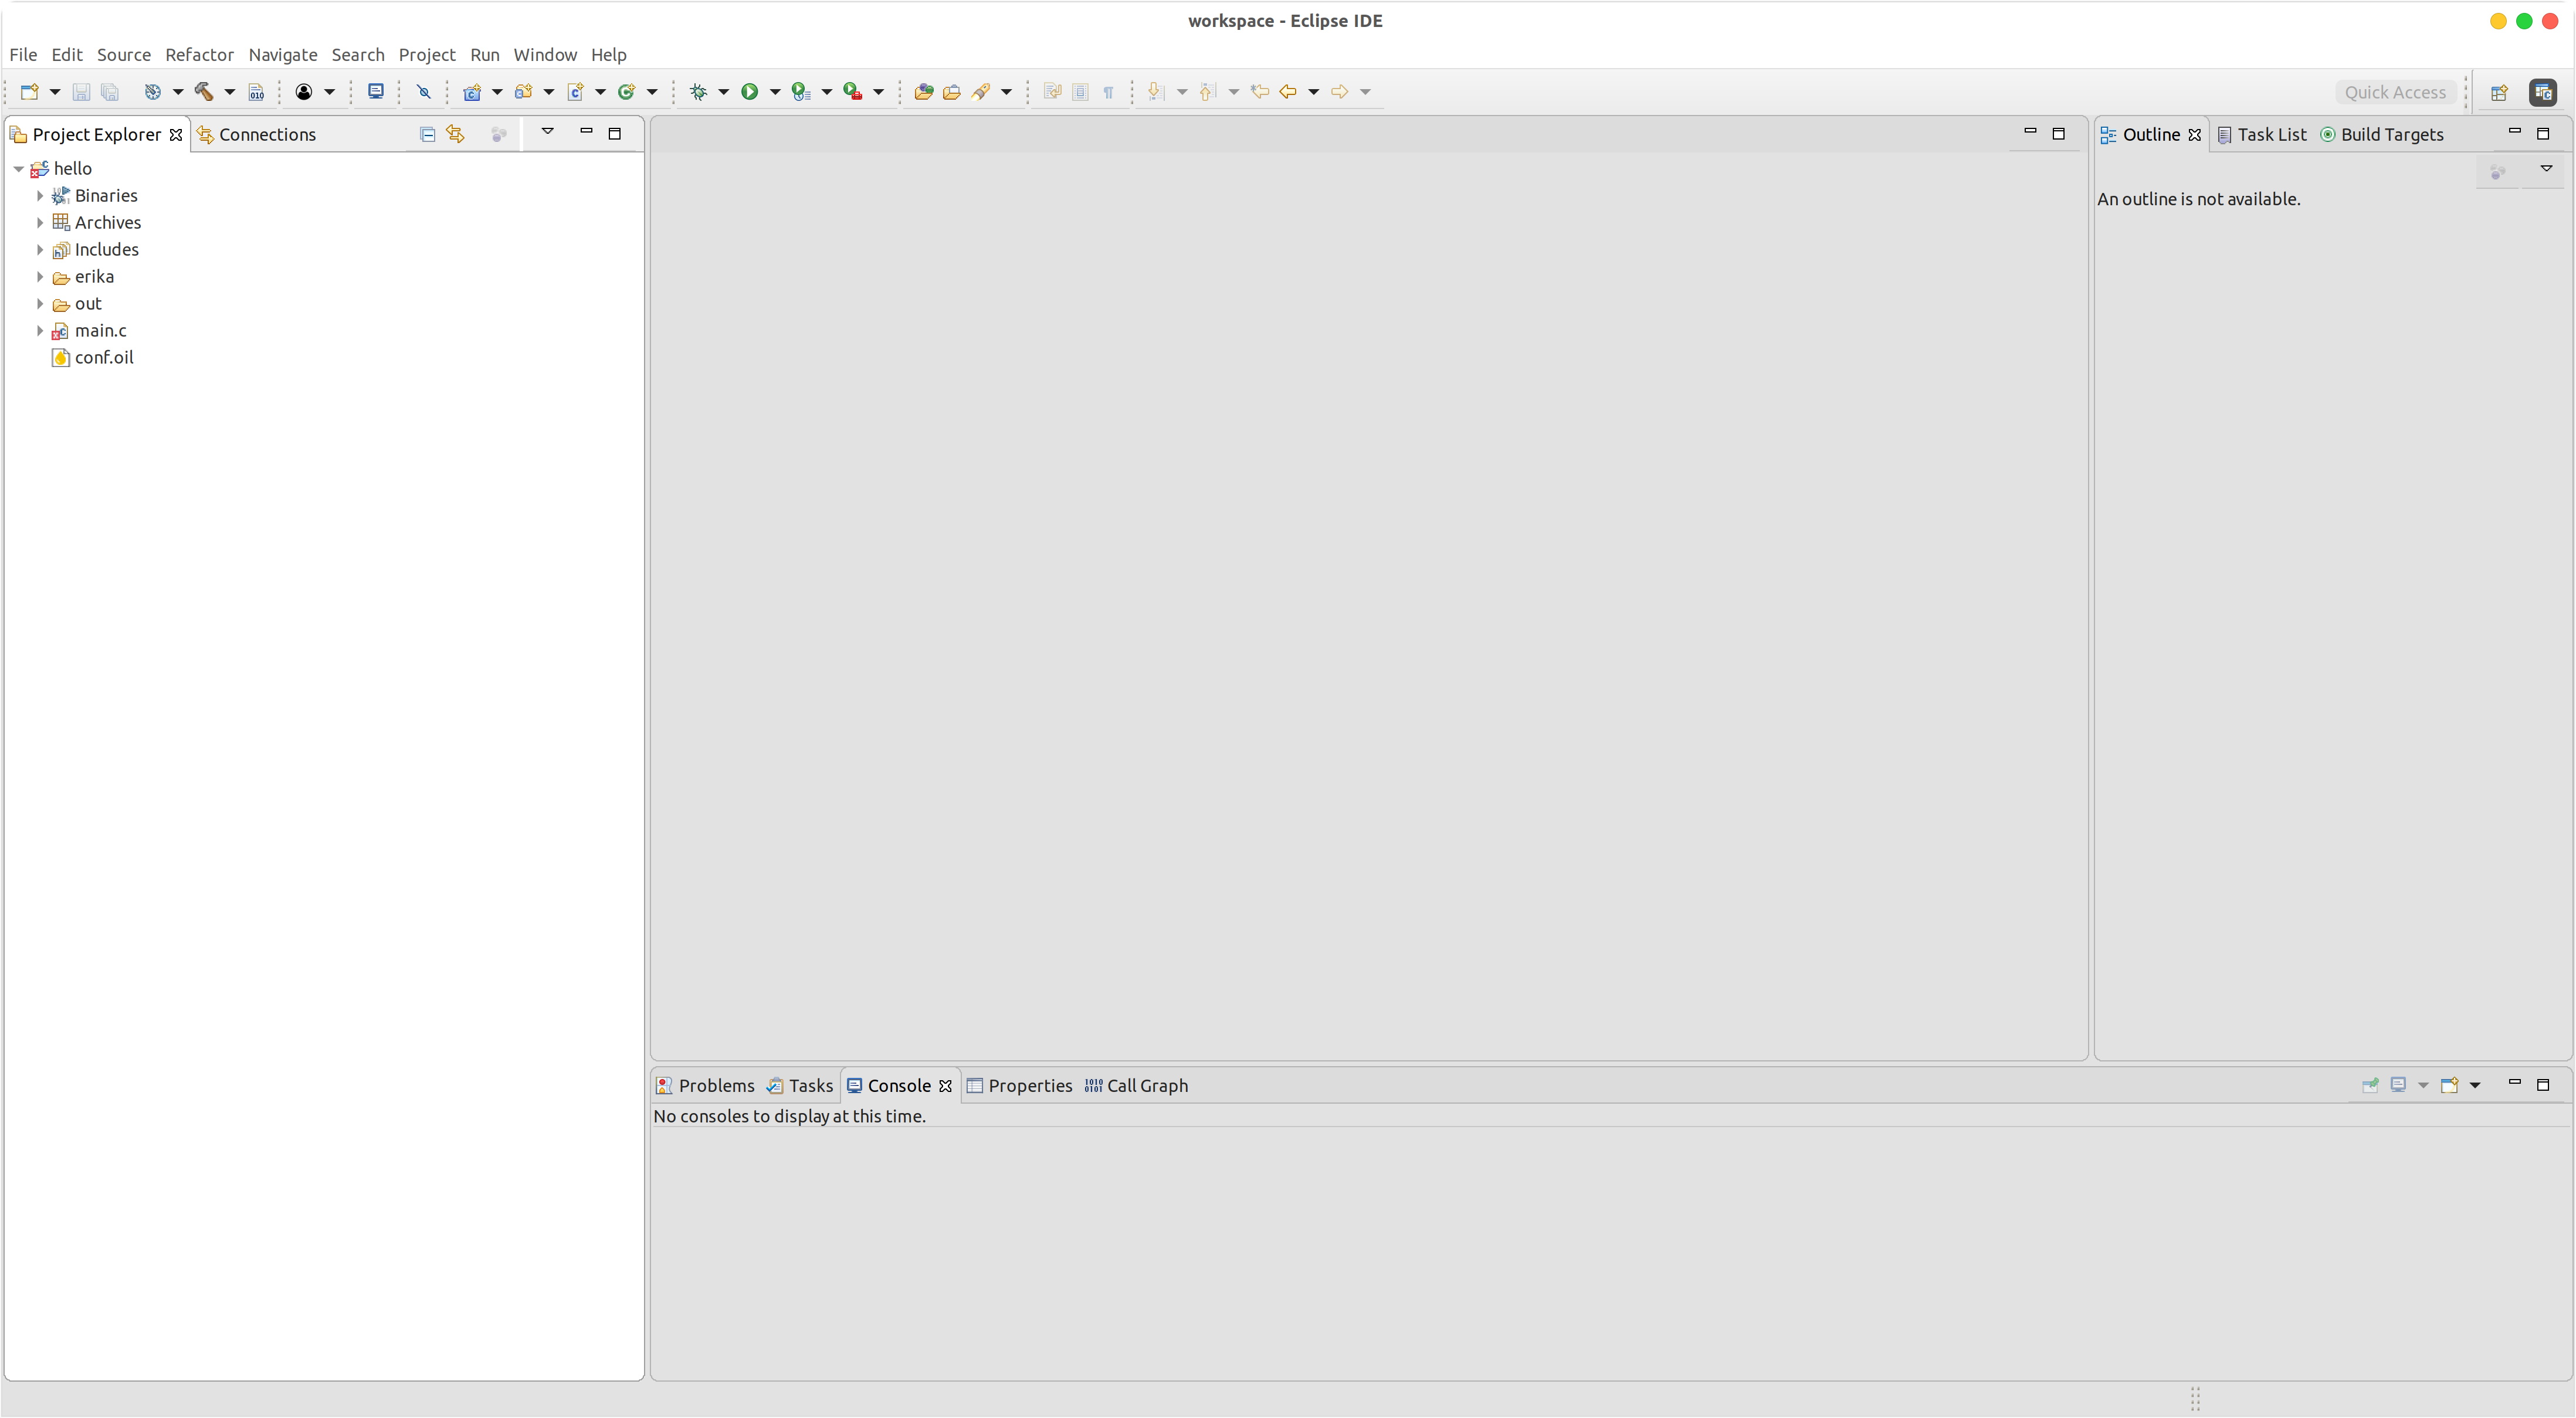 workspace - Eclipse IDE
File Edit Source Refactor Navigate Search Project Run Window Help
Quick Access
Project Explorer Connections
Outline Task List Build Targets
hello
Binaries
Archives
Includes
erika
out
main.c
conf.oil
An outline is not available.
Problems Tasks Console Properties Call Graph
No consoles to display at this time.